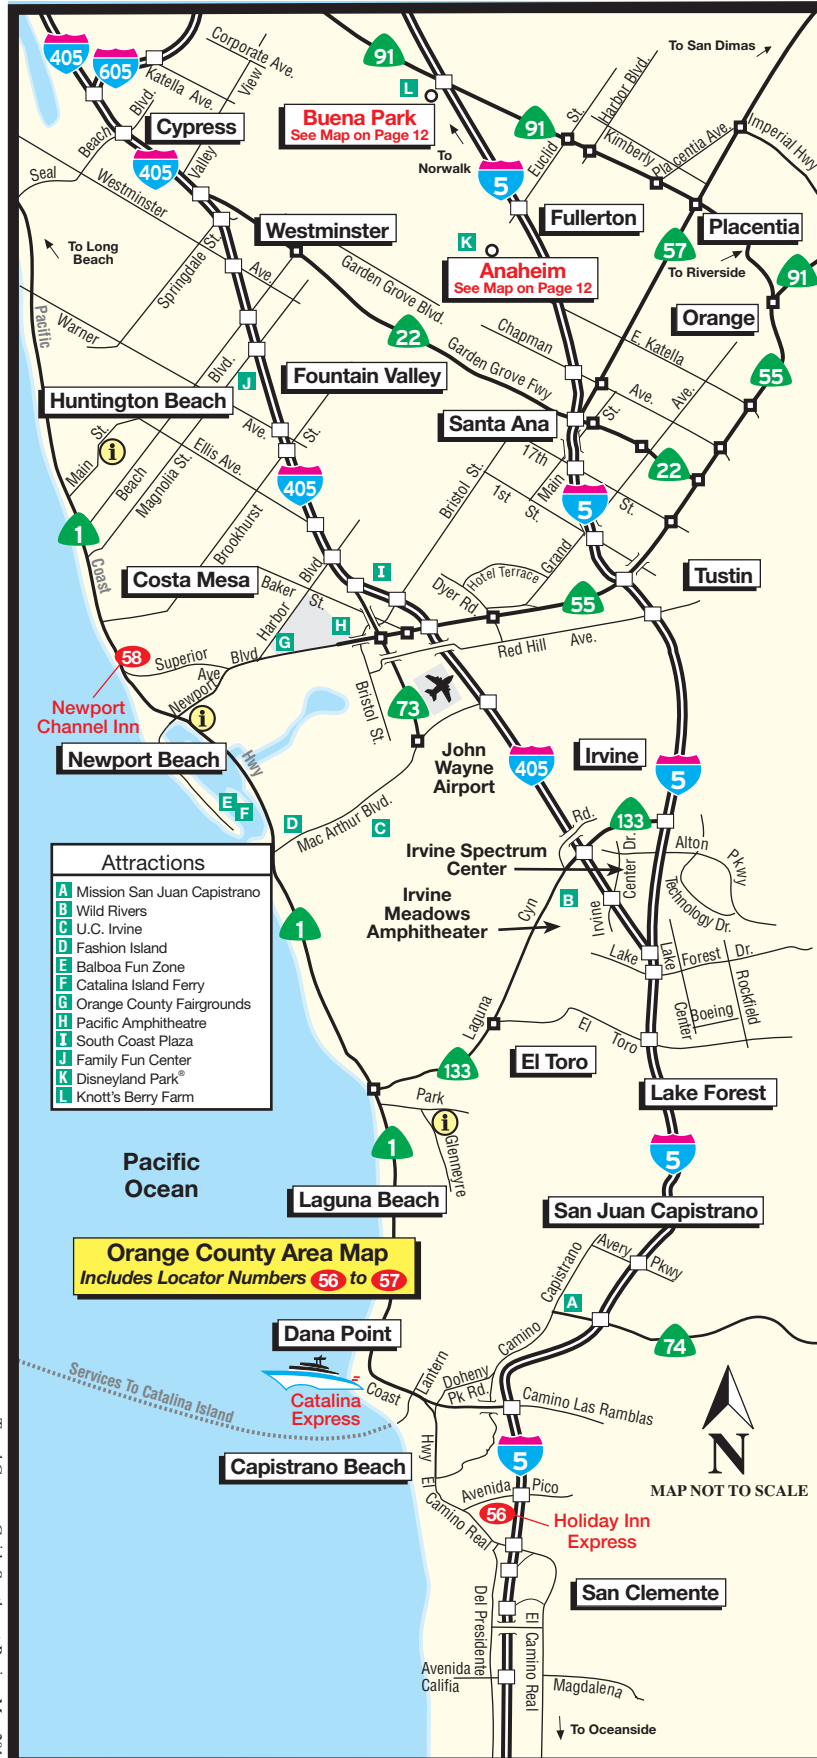 405
605
Corporate Ave.
Katella Ave.
View
Valley
91
To San Dimas
L
Buena Park
See Map on Page 12
Harbor Blvd.
St.
Euclid
91
Kimberly
Placentia Ave.
Imperial Hwy
Cypress
Beach
Blvd.
405
To
Norwalk
5
Seal
Westminster
Ave.
Fullerton
Placentia
Westminster
K
Anaheim
See Map on Page 12
57
To Riverside
91
To Long
Beach
Springdale St.
Garden Grove Blvd.
Pacific
Warner
Ave.
22
Chapman
Ave.
E. Katella
Ave.
Orange
Garden Grove Fwy
55
Blvd.
J
Fountain Valley
Huntington Beach
Santa Ana
St.
St.
Main St.
i
Ellis Ave.
Beach
Magnolia St.
Brookhurst
405
Bristol St.
17th
St.
1st
St.
Main
22
5
1
Coast
Grand
Hotel Terrace
Dyer Rd.
Costa Mesa
Baker
St.
Harbor
Blvd
I
Tustin
55
H
G
58
Superior
Ave.
Newport
Blvd.
Red Hill
Ave.
Newport
Channel Inn
Bristol St.
73
i
Newport Beach
Hwy
John
Wayne
Airport
405
Irvine
5
E
F
D
Mac Arthur Blvd.
C
Rd.
133
Irvine Spectrum
Center
Center Dr.
Irvine
Alton
Pkwy
Technology Dr.
B
Irvine
Meadows
Amphitheater
Cyn
Laguna
Lake
Forest
Dr.
Lake
Center
Boeing
Rockfield
Attractions
A Mission San Juan Capistrano
B Wild Rivers
C U.C. Irvine
D Fashion Island
E Balboa Fun Zone
F Catalina Island Ferry
G Orange County Fairgrounds
H Pacific Amphitheatre
I South Coast Plaza
J Family Fun Center
K Disneyland Park®
L Knott's Berry Farm
1
El
Toro
El Toro
133
Lake Forest
Park
i
Glenneyre
1
5
Pacific
Ocean
Laguna Beach
San Juan Capistrano
Orange County Area Map
Includes Locator Numbers 56 to 57
Avery
Pkwy
Capistrano
Camino
A
74
Dana Point
Services To Catalina Island
Catalina
Express
Coast
Hwy
Lantern
Doheny
Pk Rd.
Camino Las Ramblas
N
MAP NOT TO SCALE
5
Capistrano Beach
El
Camino Real
Avenida
Pico
56
Holiday Inn
Express
San Clemente
Del Presidente
El Camino Real
Avenida
Califia
Magdalena
To Oceanside